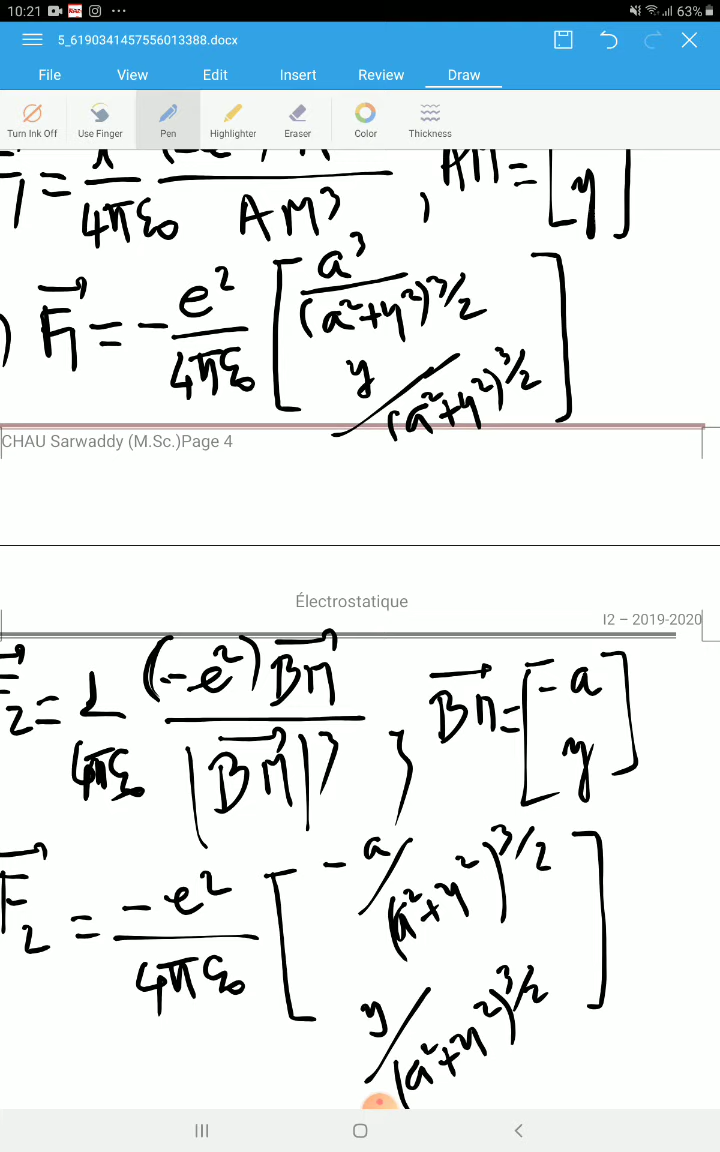 10:21 63%
5_6190341457556013388.docx
File View Edit Insert Review Draw
Turn Ink Off Use Finger Pen Highlighter Eraser Color Thickness
4πε₀ AM³ , AM = [ y ]
F₁ = - e²/4πε₀ [ a³/(a²+y²)^3/2
y/(a²+y²)^3/2 ]
CHAU Sarwaddy (M.Sc.)Page 4
Électrostatique
I2 – 2019-2020
F₂ = 1/4πε₀ (-e²) BM / |BM|³ , BM = [ -a
y ]
F₂ = -e²/4πε₀ [ -a/(a²+y²)^3/2
y/(a²+y²)^3/2 ]